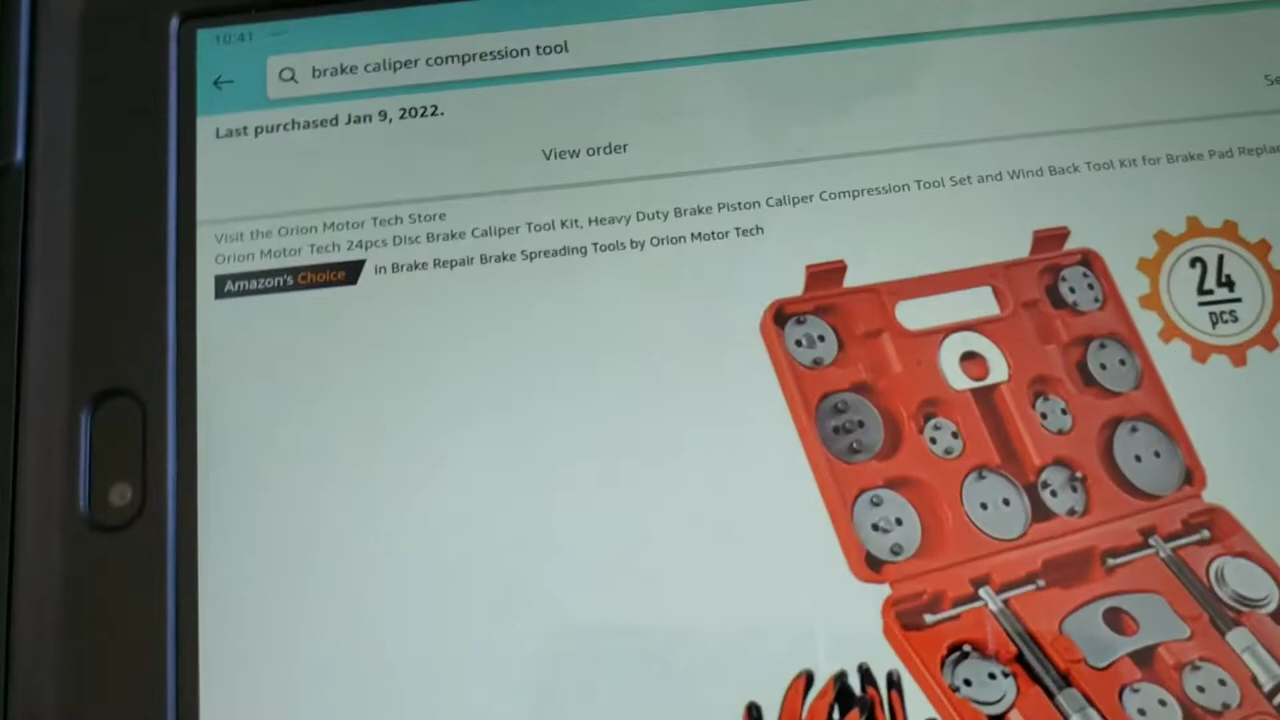 10:41
brake caliper compression tool
Last purchased Jan 9, 2022.
View order
Visit the Orion Motor Tech Store
Orion Motor Tech 24pcs Disc Brake Caliper Tool Kit, Heavy Duty Brake Piston Caliper Compression Tool Set and Wind Back Tool Kit for Brake Pad
Amazon's Choice In Brake Repair Brake Spreading Tools by Orion Motor Tech
24
pcs